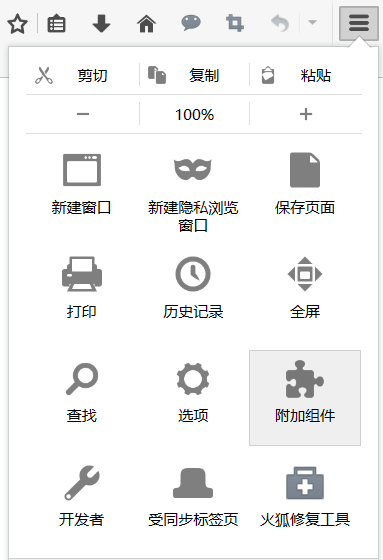 剪切 复制 粘贴
− 100% +
新建窗口 新建隐私浏览 保存页面
窗口
打印 历史记录 全屏
查找 选项 附加组件
开发者 受同步标签页 火狐修复工具